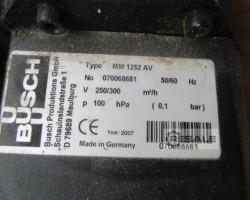 BUSCH
Busch Produktions GmbH
Schauinslandstraße 1
D 79689 Maulburg
Type MM 1252 AV
No 070068681 50/60 Hz
V 250/300 m³/h
p 100 hPa ( 0,1 bar)
Year: 2007
Made in Germany
RESALE
070068681